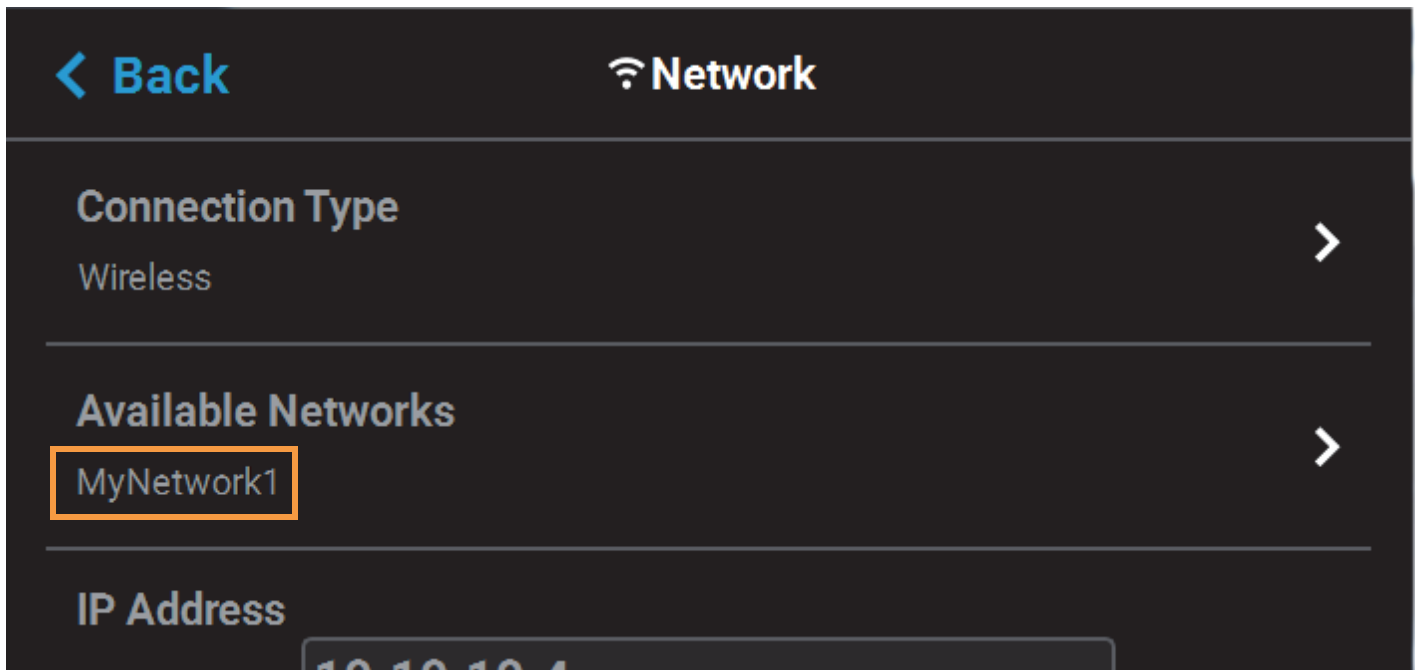 Back
Network
Connection Type
Wireless
Available Networks
MyNetwork1
IP Address